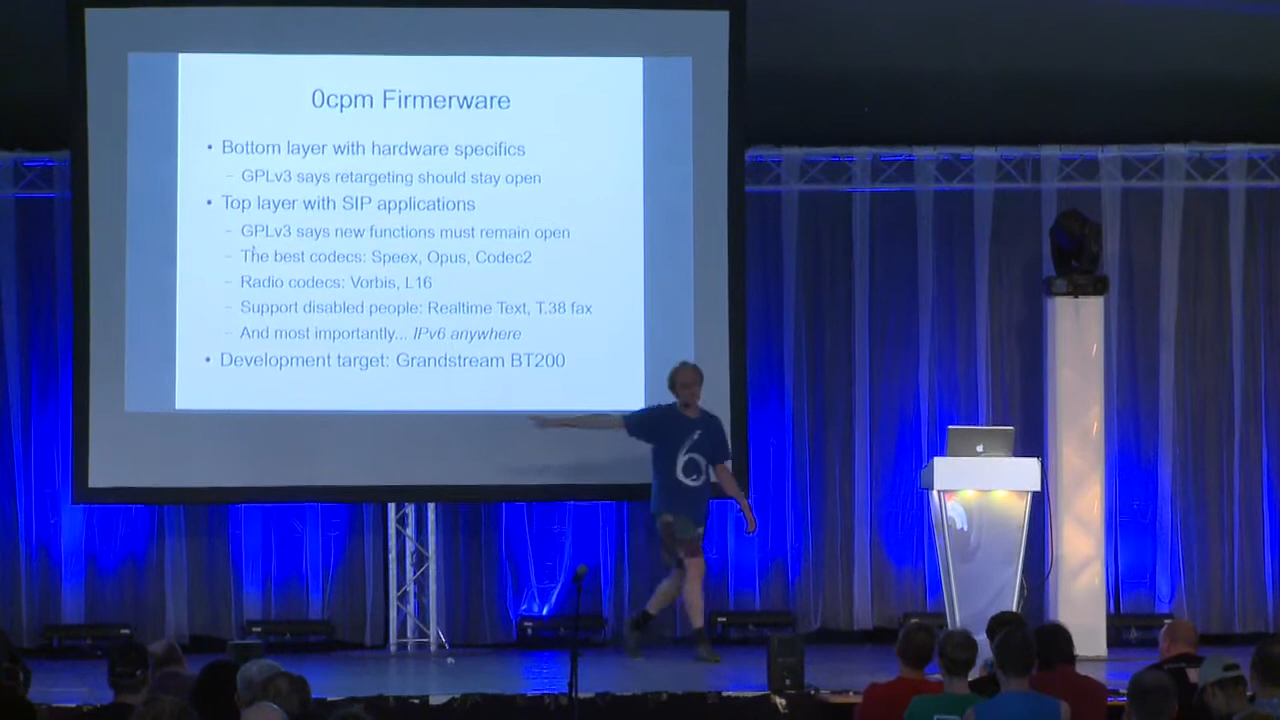 0cpm Firmerware
• Bottom layer with hardware specifics
– GPLv3 says retargeting should stay open
• Top layer with SIP applications
– GPLv3 says new functions must remain open
– The best codecs: Speex, Opus, Codec2
– Radio codecs: Vorbis, L16
– Support disabled people: Realtime Text, T.38 fax
– And most importantly... IPv6 anywhere
• Development target: Grandstream BT200
6